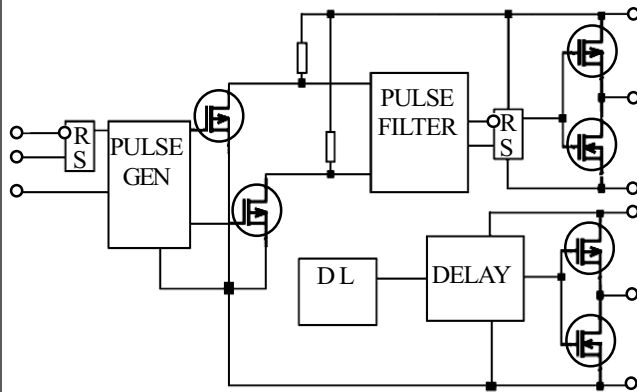 R
S
PULSE
GEN
PULSE
FILTER
R
S
D L
DELAY